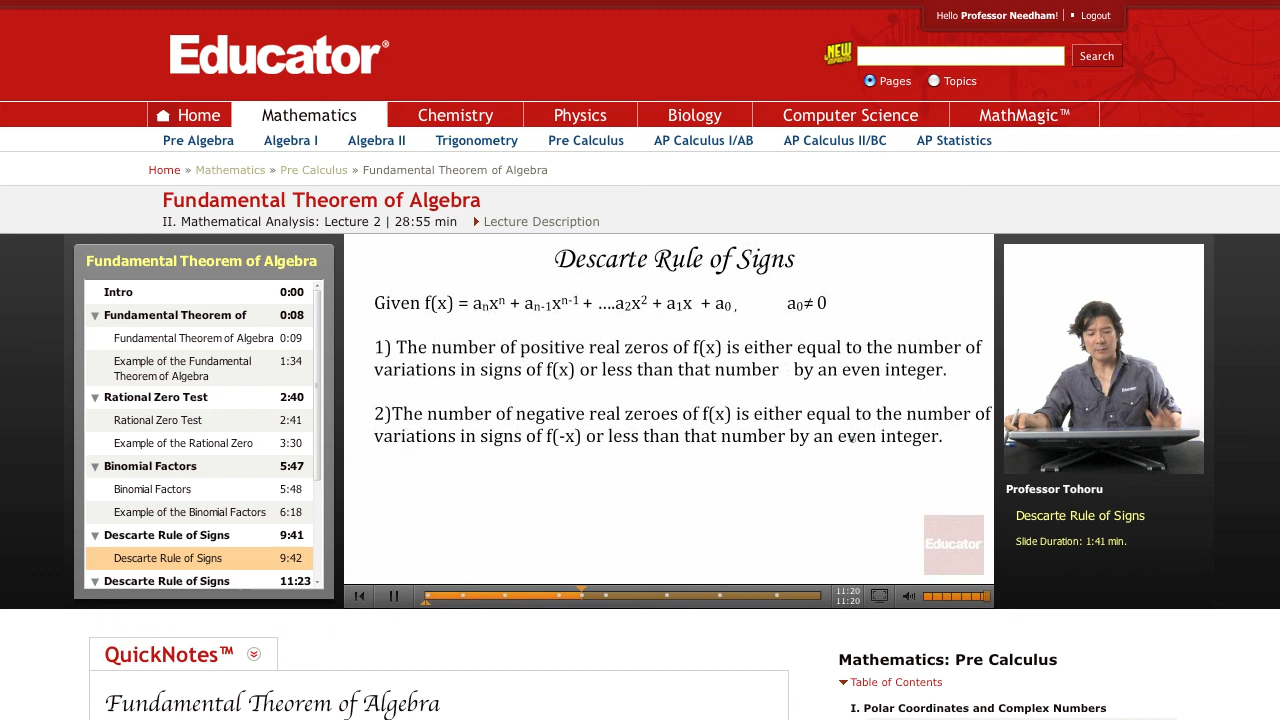 Hello Professor Needham! Logout
Educator®
NEW
Search
Pages Topics
Home Mathematics Chemistry Physics Biology Computer Science MathMagic™
Pre Algebra Algebra I Algebra II Trigonometry Pre Calculus AP Calculus I/AB AP Calculus II/BC AP Statistics
Home » Mathematics » Pre Calculus » Fundamental Theorem of Algebra
Fundamental Theorem of Algebra
II. Mathematical Analysis: Lecture 2 | 28:55 min Lecture Description
Fundamental Theorem of Algebra
Intro 0:00
Fundamental Theorem of 0:08
Fundamental Theorem of Algebra 0:09
Example of the Fundamental 1:34
Theorem of Algebra
Rational Zero Test 2:40
Rational Zero Test 2:41
Example of the Rational Zero 3:30
Binomial Factors 5:47
Binomial Factors 5:48
Example of the Binomial Factors 6:18
Descarte Rule of Signs 9:41
Descarte Rule of Signs 9:42
Descarte Rule of Signs 11:23
Descarte Rule of Signs
Given f(x) = aₙxⁿ + aₙ₋₁xⁿ⁻¹ + ....a₂x² + a₁x + a₀ , a₀≠ 0
1) The number of positive real zeros of f(x) is either equal to the number of
variations in signs of f(x) or less than that number by an even integer.
2)The number of negative real zeroes of f(x) is either equal to the number of
variations in signs of f(-x) or less than that number by an even integer.
Educator
11:20
11:20
Educator
Professor Tohoru
Descarte Rule of Signs
Slide Duration: 1:41 min.
QuickNotes™
Fundamental Theorem of Algebra
Mathematics: Pre Calculus
Table of Contents
I. Polar Coordinates and Complex Numbers